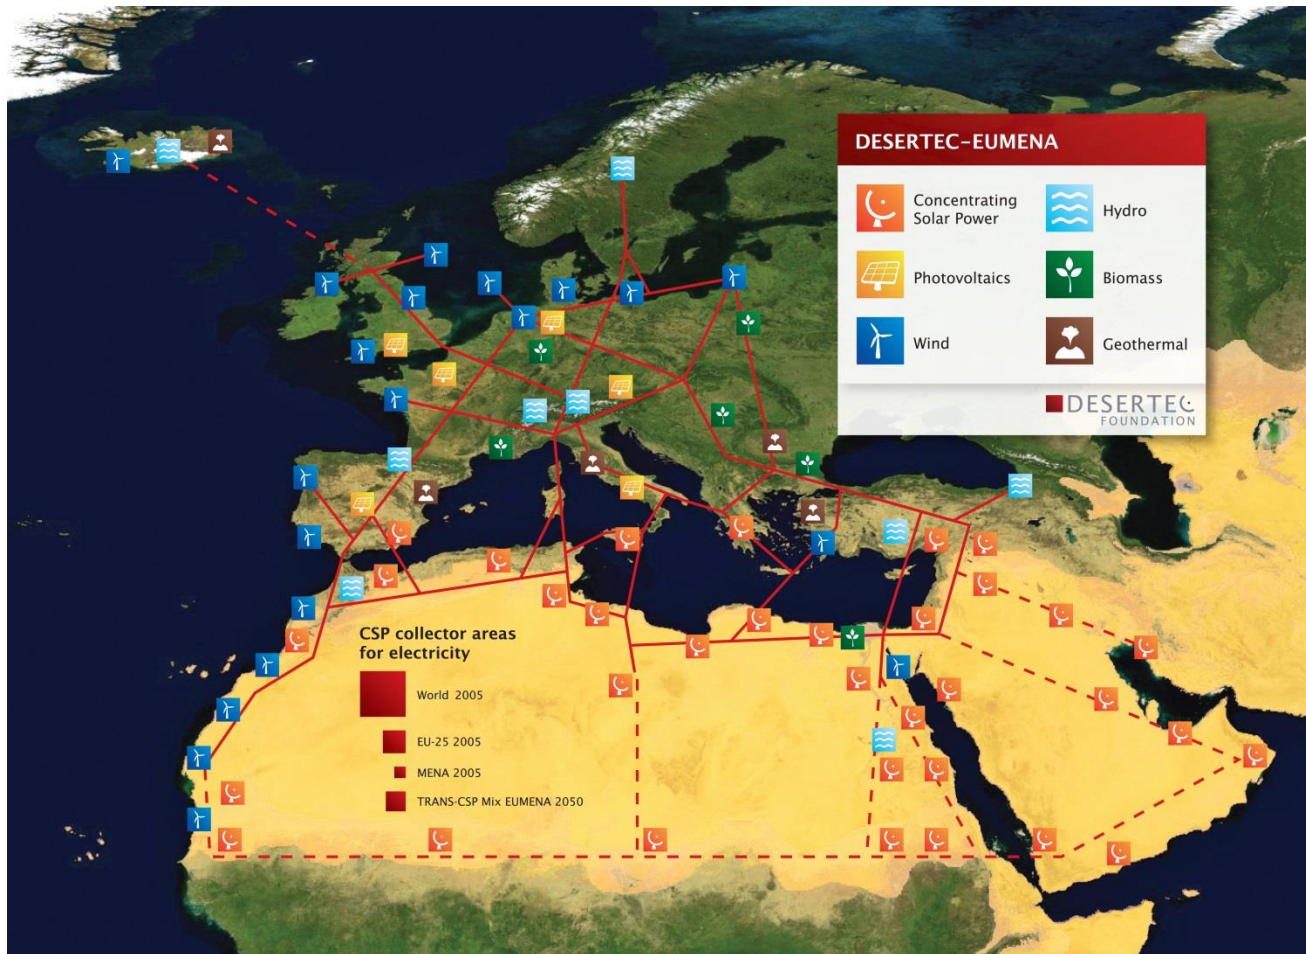 DESERTEC-EUMENA
Concentrating
Solar Power
Hydro
Photovoltaics
Biomass
Wind
Geothermal
DESERTEC
FOUNDATION
CSP collector areas
for electricity
World 2005
EU-25 2005
MENA 2005
TRANS-CSP Mix EUMENA 2050